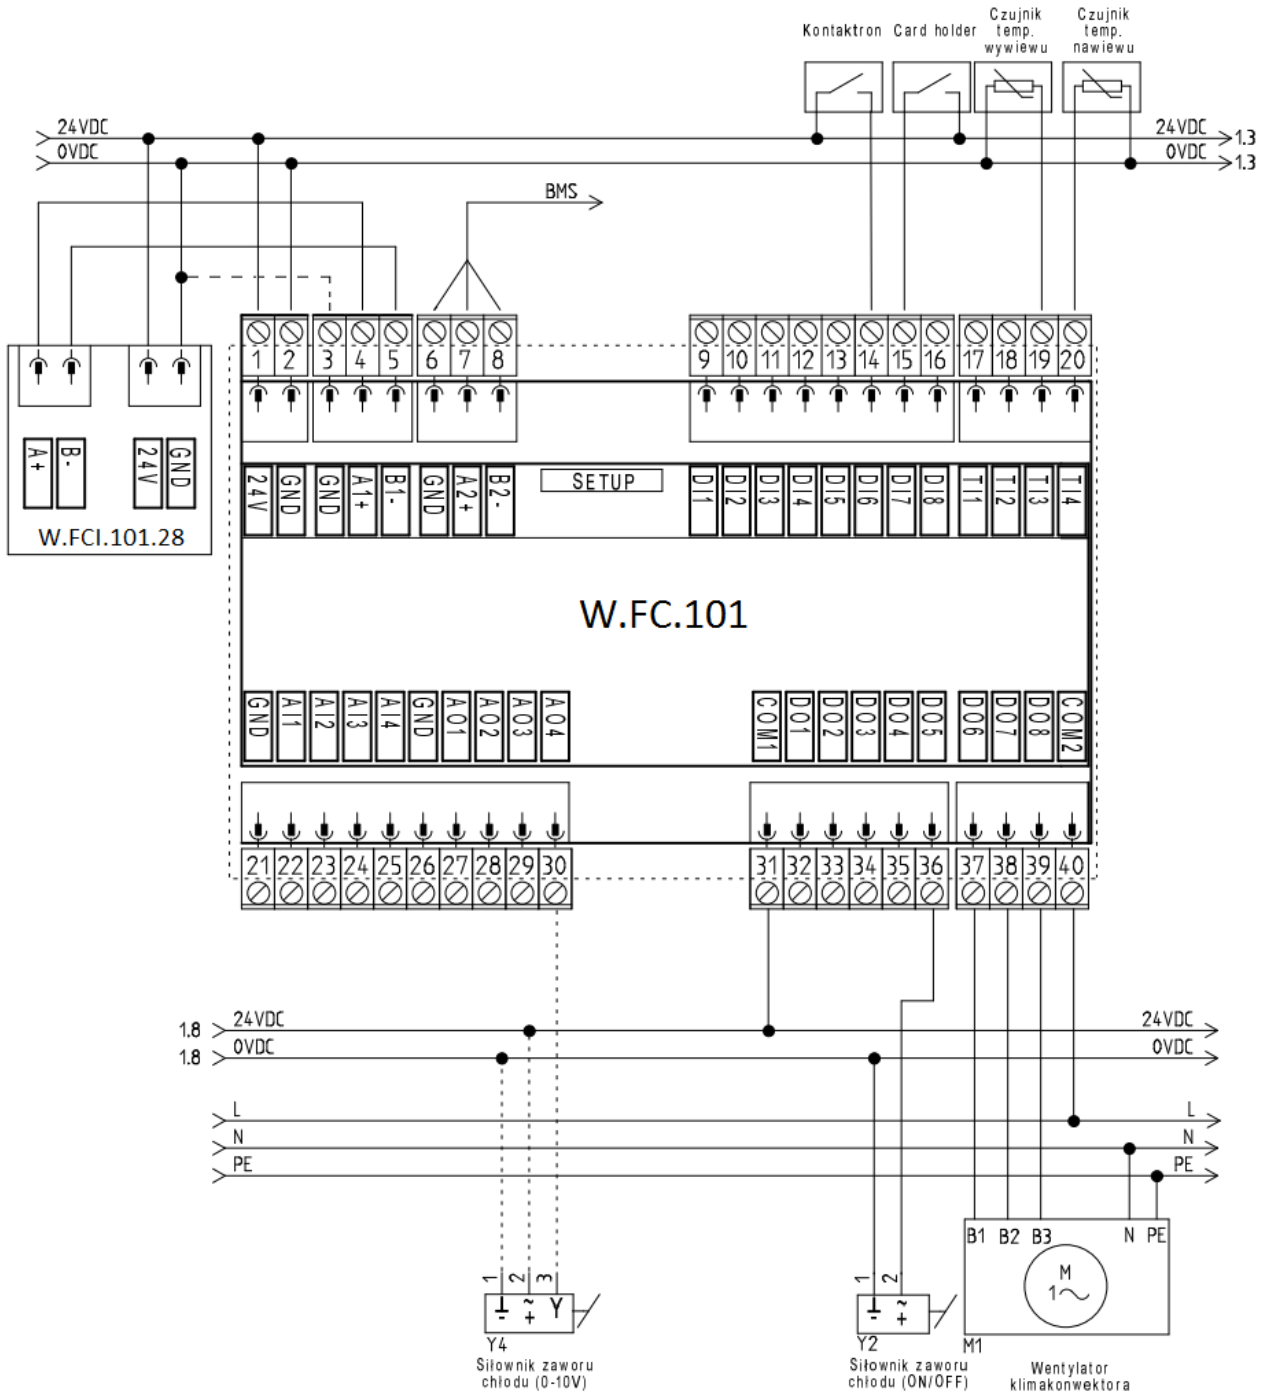 Kontaktron Card holder Czujnik temp. wywiewu Czujnik temp. nawiewu
24VDC 24VDC 1.3
0VDC 0VDC 1.3
BMS
1 2 3 4 5 6 7 8 9 10 11 12 13 14 15 16 17 18 19 20
A+ B- 24V GND
W.FCI.101.28
24V GND GND A1+ B1- GND A2+ B2- SETUP DI1 DI2 DI3 DI4 DI5 DI6 DI7 DI8 TI1 TI2 TI3 TI4
W.FC.101
GND AI1 AI2 AI3 AI4 GND AO1 AO2 AO3 AO4 COM1 DO1 DO2 DO3 DO4 DO5 DO6 DO7 DO8 COM2
21 22 23 24 25 26 27 28 29 30 31 32 33 34 35 36 37 38 39 40
1.8 24VDC 24VDC
1.8 0VDC 0VDC
L L
N N
PE PE
B1 B2 B3 N PE
1 2 3 1 2
M
1~
~ Y ~
+ +
Y4 Y2 M1
Siłownik zaworu chłodu (0-10V)
Siłownik zaworu chłodu (ON/OFF)
Wentylator klimakonwektora